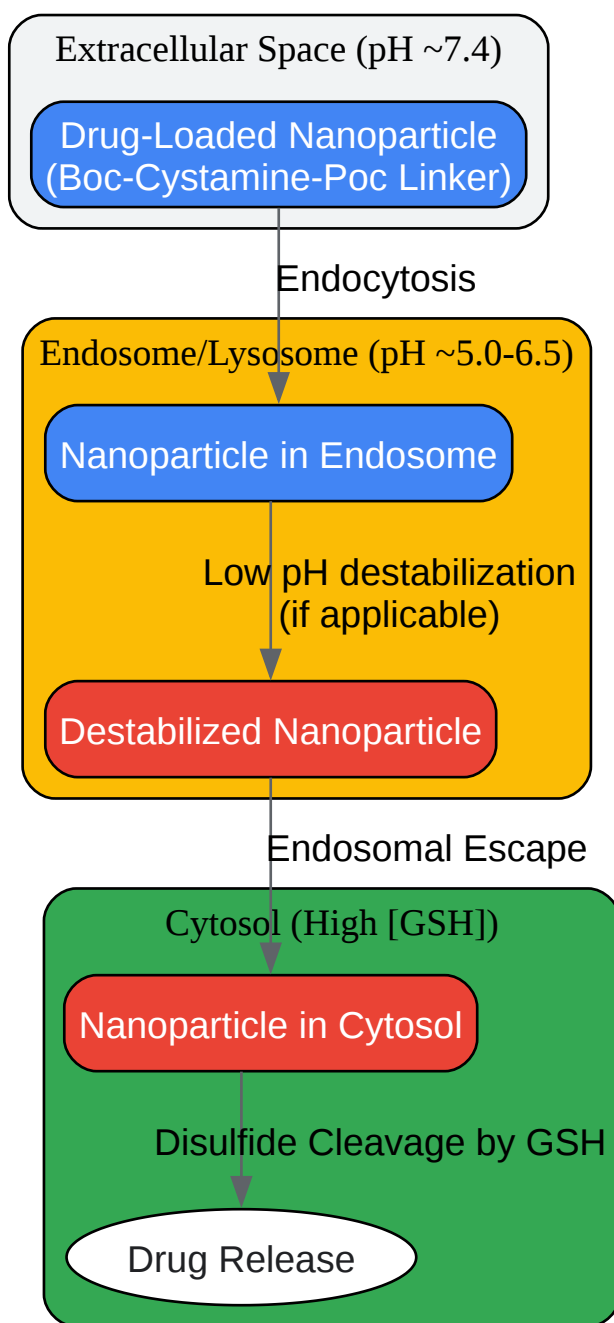 Extracellular Space (pH ~7.4)
Drug-Loaded Nanoparticle
(Boc-Cystamine-Poc Linker)
Endocytosis
Endosome/Lysosome (pH ~5.0-6.5)
Nanoparticle in Endosome
Low pH destabilization
(if applicable)
Destabilized Nanoparticle
Endosomal Escape
Cytosol (High [GSH])
Nanoparticle in Cytosol
Disulfide Cleavage by GSH
Drug Release